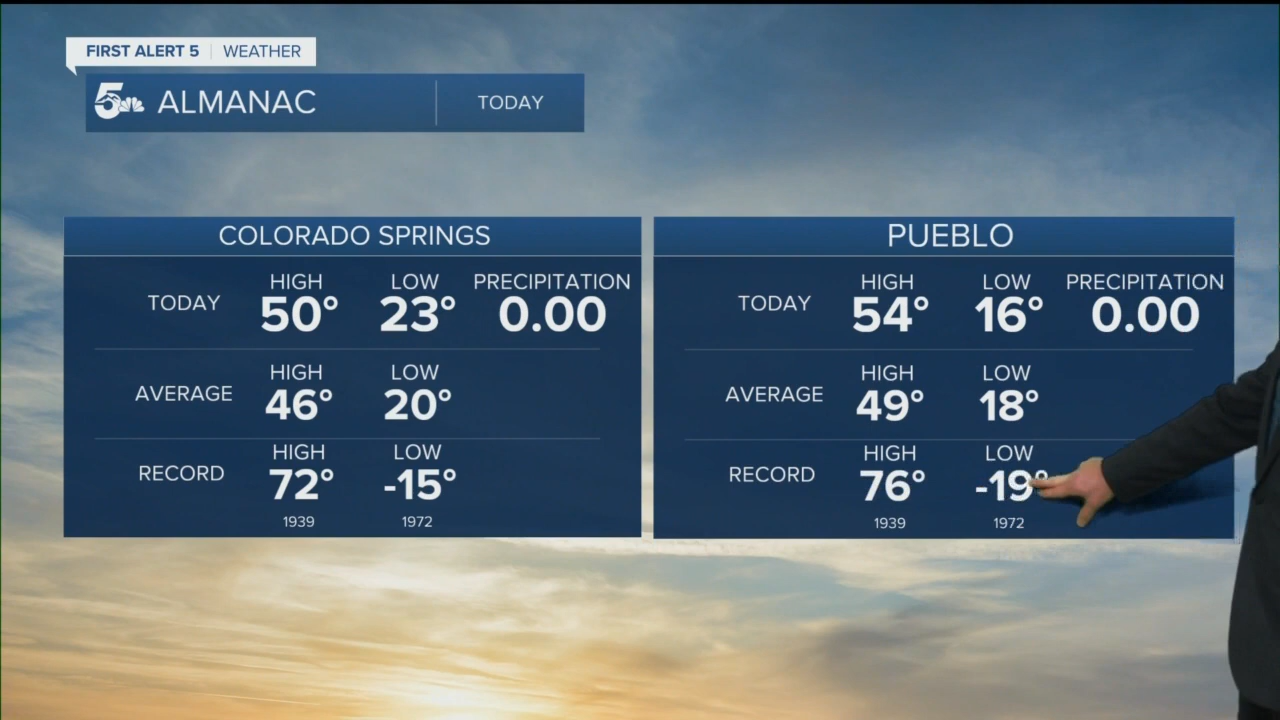 FIRST ALERT 5 | WEATHER
5 ALMANAC TODAY
COLORADO SPRINGS
HIGH LOW PRECIPITATION
TODAY 50° 23° 0.00
HIGH LOW
AVERAGE 46° 20°
HIGH LOW
RECORD 72° -15°
1939 1972
PUEBLO
HIGH LOW PRECIPITATION
TODAY 54° 16° 0.00
HIGH LOW
AVERAGE 49° 18°
HIGH LOW
RECORD 76° -19°
1939 1972